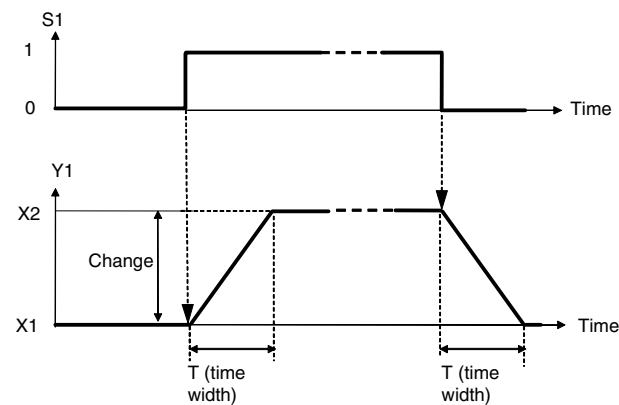 S1
1
0
Time
Y1
X2
Change
X1
Time
T (time
width)
T (time
width)